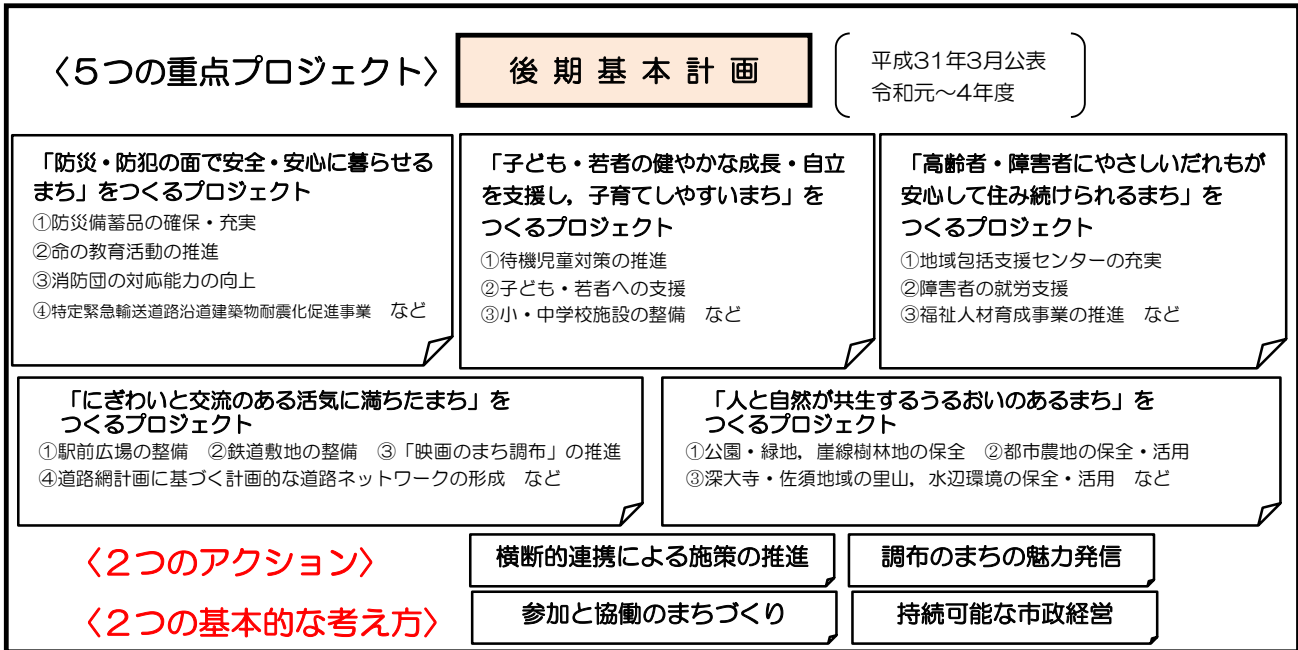 〈５つの重点プロジェクト〉
後期基本計画
平成31年3月公表
令和元～4年度
「防災・防犯の面で安全・安心に暮らせる
まち」をつくるプロジェクト
①防災備蓄品の確保・充実
②命の教育活動の推進
③消防団の対応能力の向上
④特定緊急輸送道路沿道建築物耐震化促進事業　など
「子ども・若者の健やかな成長・自立
を支援し，子育てしやすいまち」を
つくるプロジェクト
①待機児童対策の推進
②子ども・若者への支援
③小・中学校施設の整備　など
「高齢者・障害者にやさしいだれもが
安心して住み続けられるまち」を
つくるプロジェクト
①地域包括支援センターの充実
②障害者の就労支援
③福祉人材育成事業の推進　など
「にぎわいと交流のある活気に満ちたまち」を
つくるプロジェクト
①駅前広場の整備　②鉄道敷地の整備　③「映画のまち調布」の推進
④道路網計画に基づく計画的な道路ネットワークの形成　など
「人と自然が共生するうるおいのあるまち」を
つくるプロジェクト
①公園・緑地，崖線樹林地の保全　②都市農地の保全・活用
③深大寺・佐須地域の里山，水辺環境の保全・活用　など
〈２つのアクション〉
横断的連携による施策の推進
調布のまちの魅力発信
〈２つの基本的な考え方〉
参加と協働のまちづくり
持続可能な市政経営